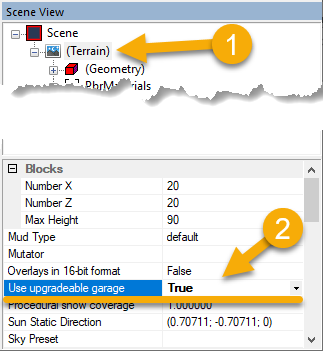 Scene View
Scene
(Terrain)
1
(Geometry)
Blocks
Number X 20
Number Z 20
Max Height 90
Mud Type default
Mutator
Overlays in 16-bit format False
2
Use upgradeable garage True
Procedural snow coverage 1.000000
Sun Static Direction (0.70711; -0.70711; 0)
Sky Preset